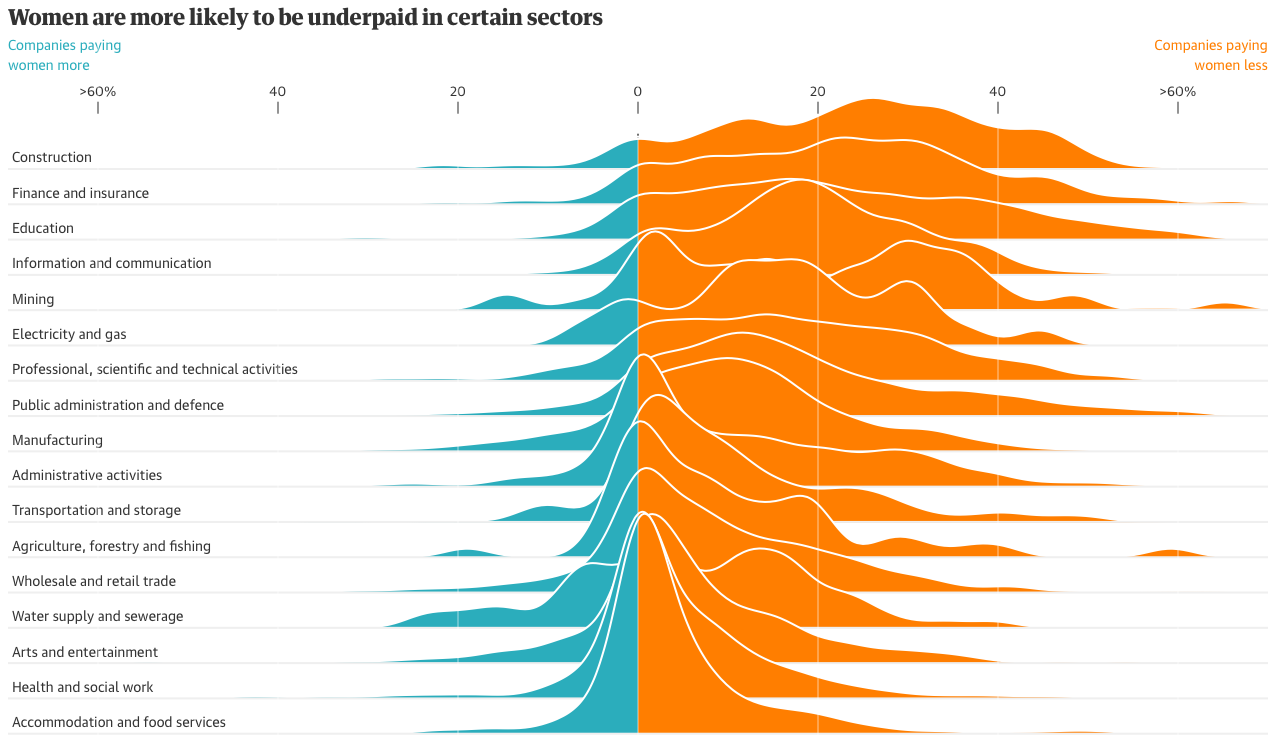 Women are more likely to be underpaid in certain sectors
Companies paying
women more
Companies paying
women less
>60% 40 20 0 20 40 >60%
Construction
Finance and insurance
Education
Information and communication
Mining
Electricity and gas
Professional, scientific and technical activities
Public administration and defence
Manufacturing
Administrative activities
Transportation and storage
Agriculture, forestry and fishing
Wholesale and retail trade
Water supply and sewerage
Arts and entertainment
Health and social work
Accommodation and food services